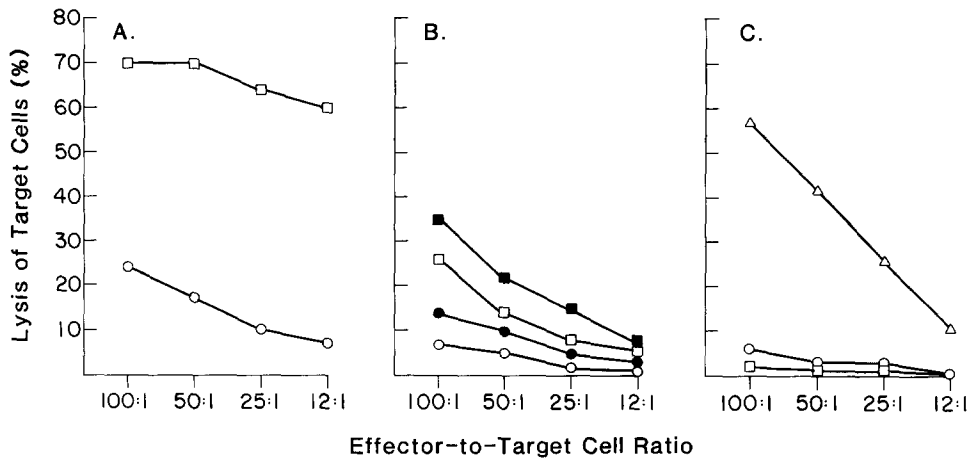 A.
B.
C.
Lysis of Target Cells (%)
80
70
60
50
40
30
20
10
100:1 50:1 25:1 12:1
100:1 50:1 25:1 12:1
100:1 50:1 25:1 12:1
Effector-to-Target Cell Ratio